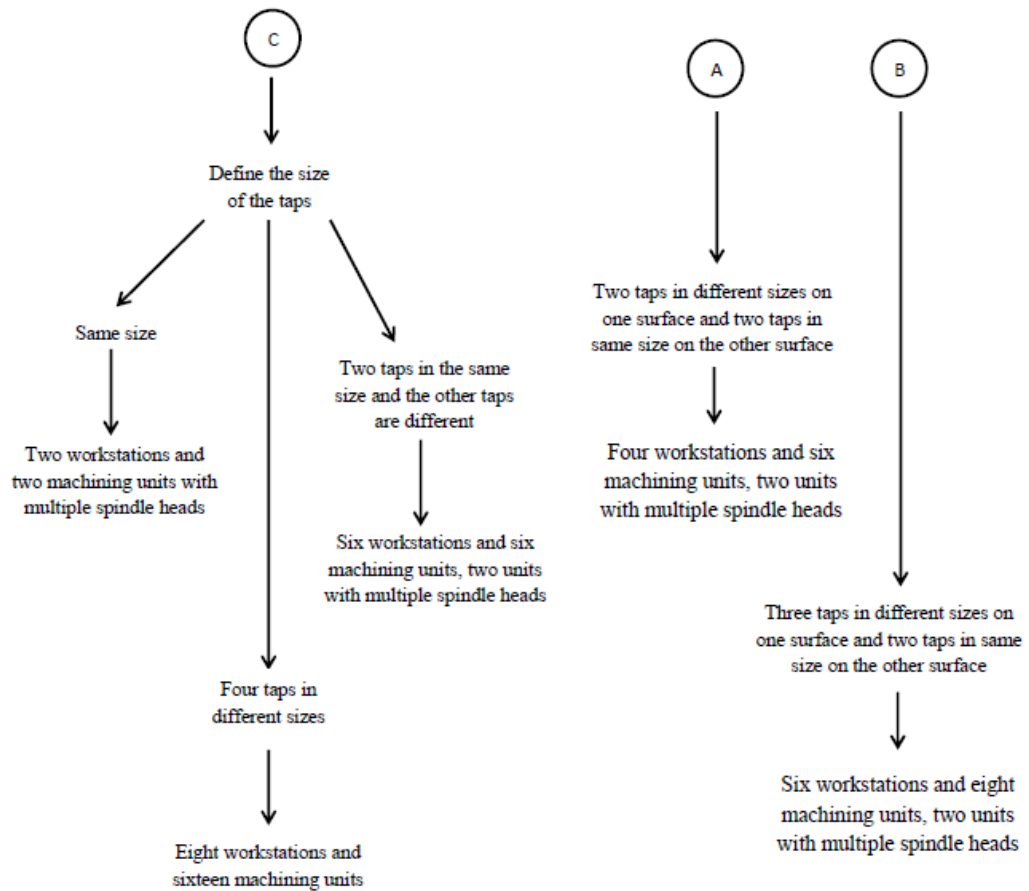 C
Define the size
of the taps
Same size
Two workstations and
two machining units with
multiple spindle heads
Two taps in the same
size and the other taps
are different
Six workstations and six
machining units, two units
with multiple spindle heads
Four taps in
different sizes
Eight workstations and
sixteen machining units
A
Two taps in different sizes on
one surface and two taps in
same size on the other surface
Four workstations and six
machining units, two units
with multiple spindle heads
B
Three taps in different sizes on
one surface and two taps in same
size on the other surface
Six workstations and eight
machining units, two units
with multiple spindle heads